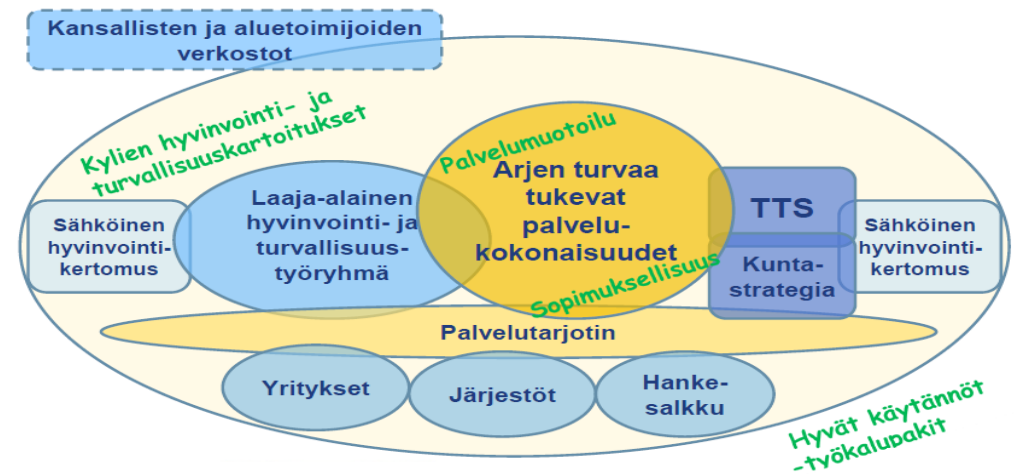 Kansallisten ja aluetoimijoiden
verkostot
Kylien hyvinvointi- ja
turvallisuuskartoitukset
Palvelumuotoilu
Arjen turvaa
tukevat
palvelu-
kokonaisuudet
Laaja-alainen
hyvinvointi- ja
turvallisuus-
työryhmä
Sähköinen
hyvinvointi-
kertomus
TTS
Kunta-
strategia
Sähköinen
hyvinvointi-
kertomus
Sopimuksellisuus
Palvelutarjotin
Yritykset
Järjestöt
Hanke-
salkku
Hyvät käytännöt
-työkalupakit